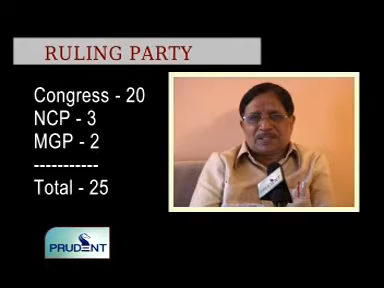 RULING PARTY
Congress - 20
NCP - 3
MGP - 2
-----------
Total - 25
PRUDENT